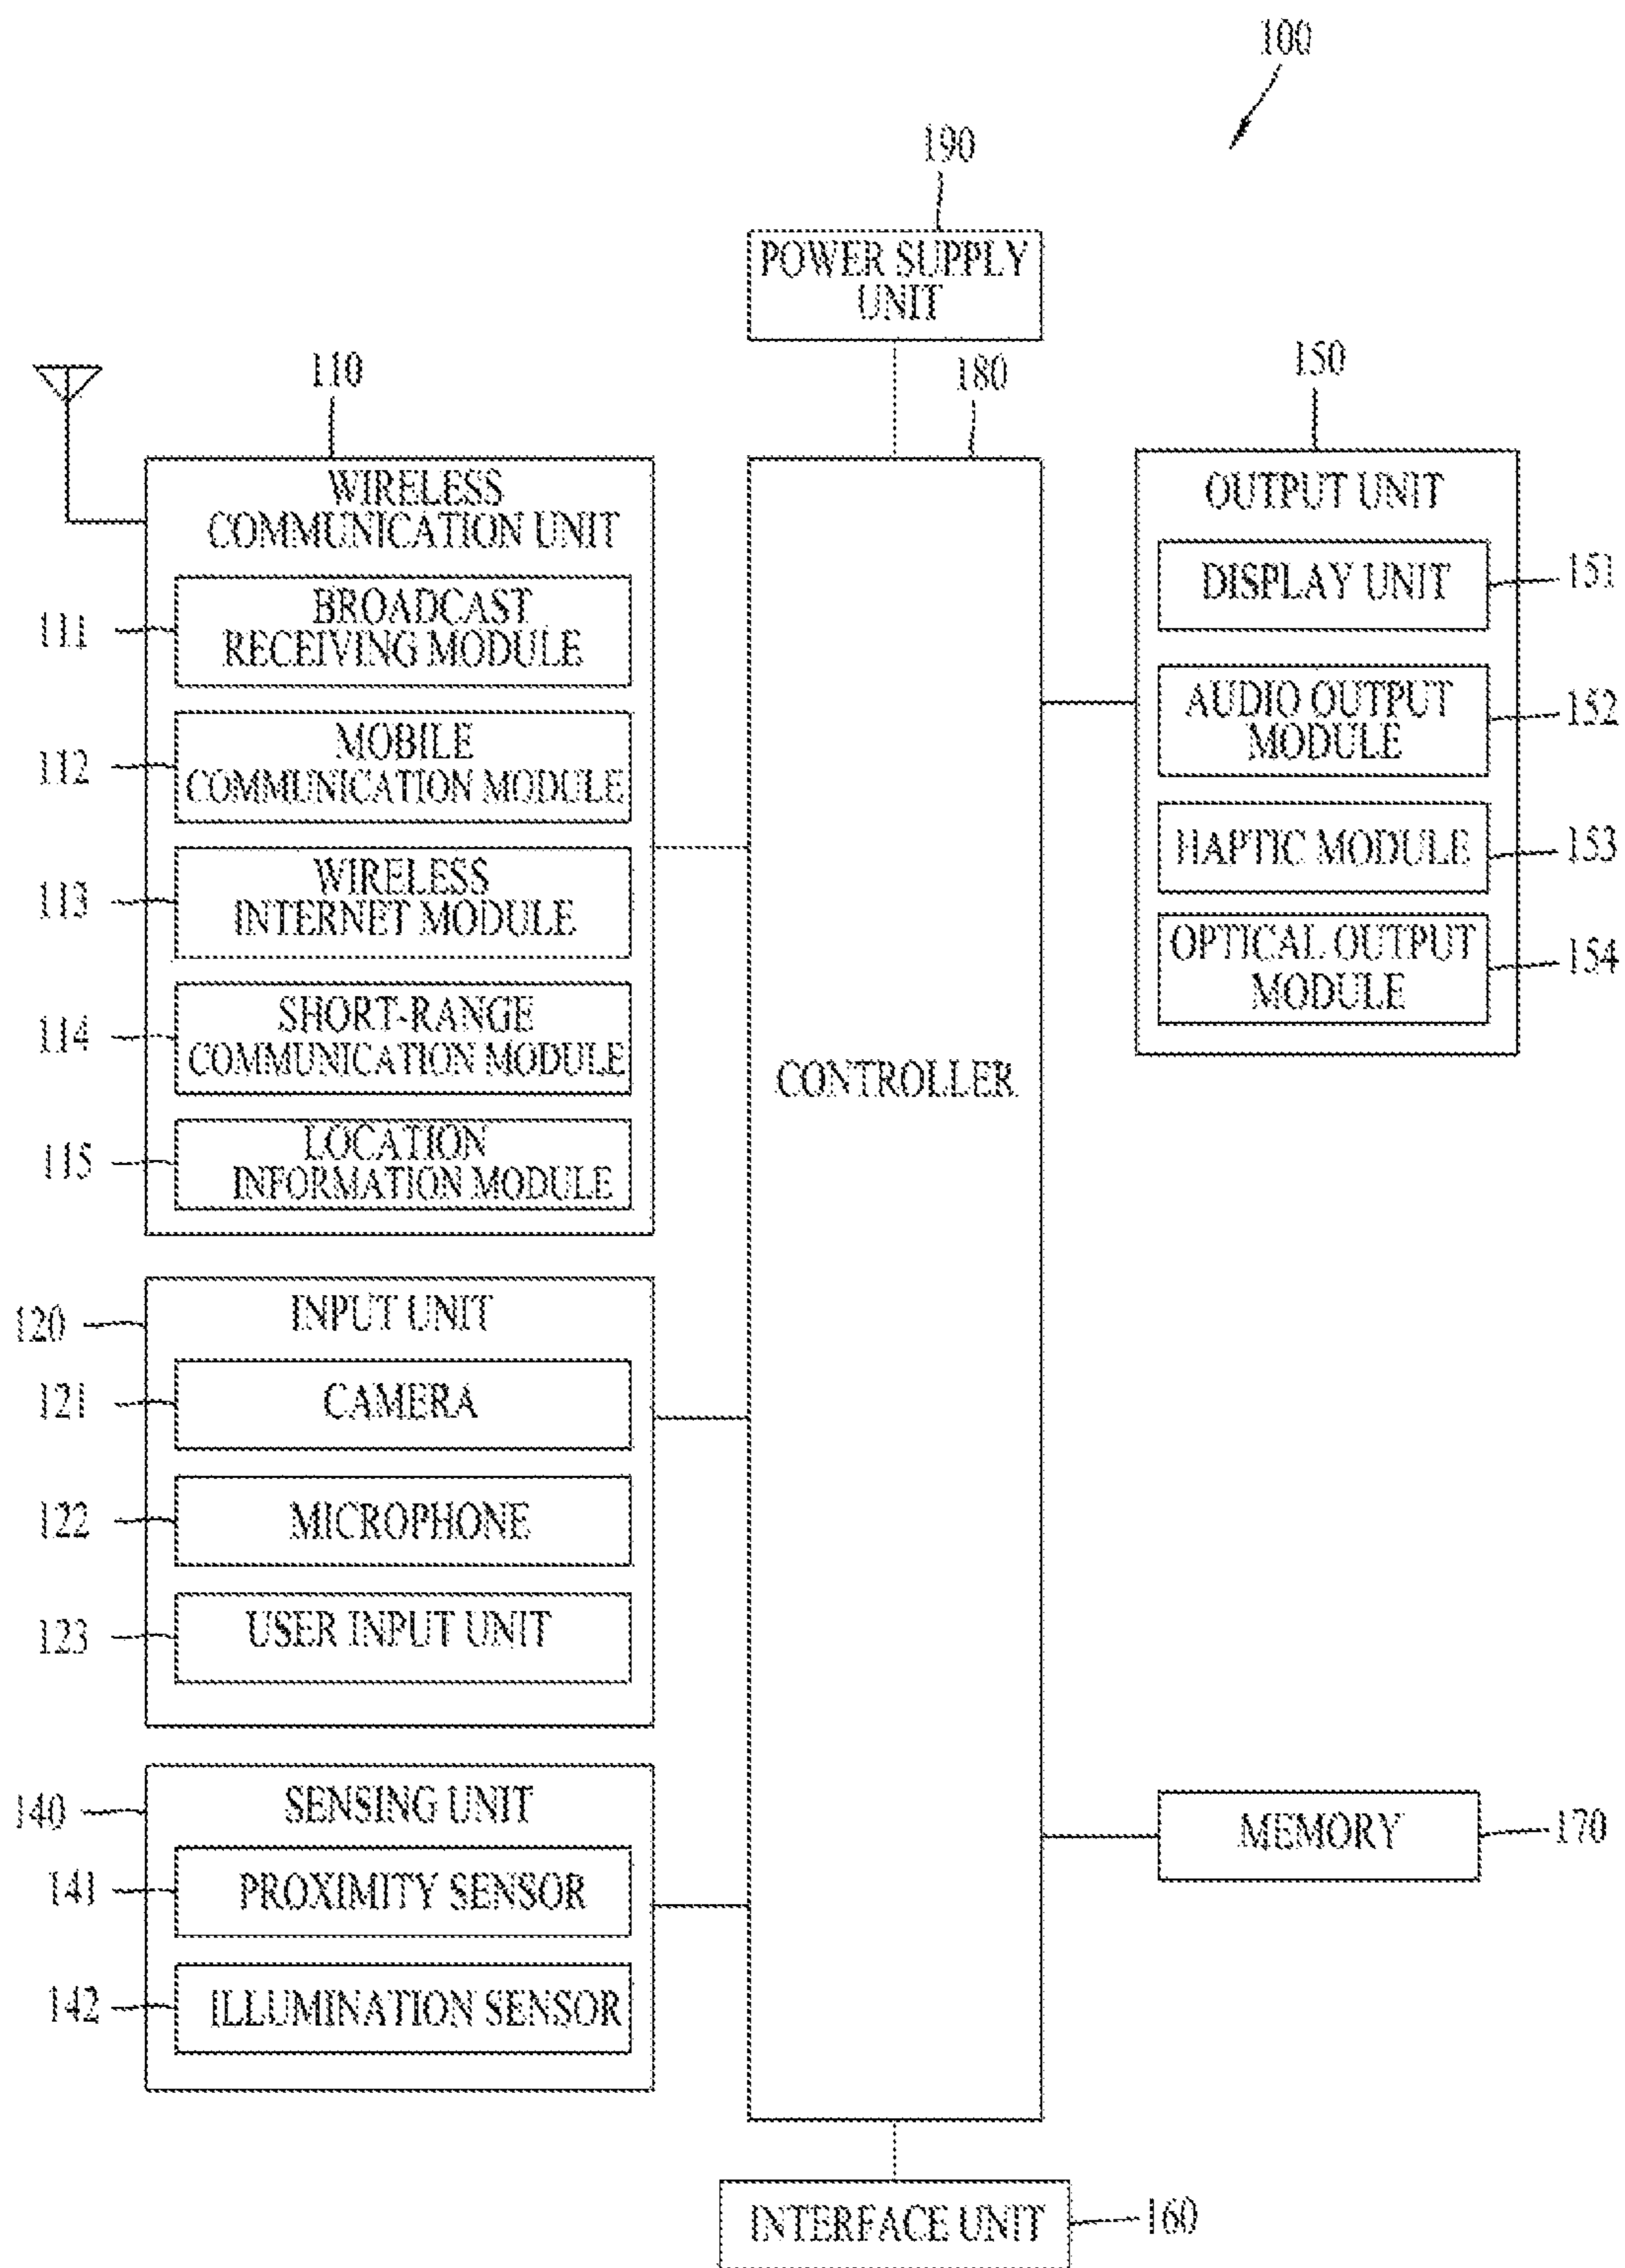 100
190
POWER SUPPLY
UNIT
110
180
150
WIRELESS
COMMUNICATION UNIT
111
BROADCAST
RECEIVING MODULE
112
MOBILE
COMMUNICATION MODULE
113
WIRELESS
INTERNET MODULE
114
SHORT-RANGE
COMMUNICATION MODULE
115
LOCATION
INFORMATION MODULE
120
INPUT UNIT
121
CAMERA
122
MICROPHONE
123
USER INPUT UNIT
140
SENSING UNIT
141
PROXIMITY SENSOR
142
ILLUMINATION SENSOR
CONTROLLER
OUTPUT UNIT
DISPLAY UNIT
151
AUDIO OUTPUT
MODULE
152
HAPTIC MODULE
153
OPTICAL OUTPUT
MODULE
154
MEMORY
170
INTERFACE UNIT
160